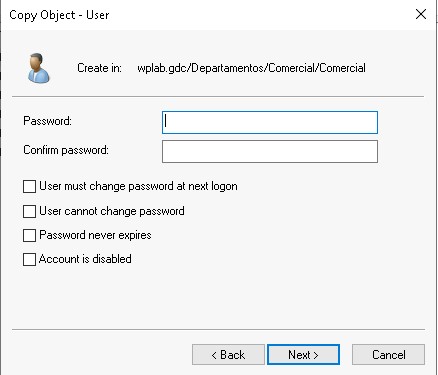 Copy Object - User
Create in: wplab.gdc/Departamentos/Comercial/Comercial
Password:
Confirm password:
User must change password at next logon
User cannot change password
Password never expires
Account is disabled
< Back Next > Cancel